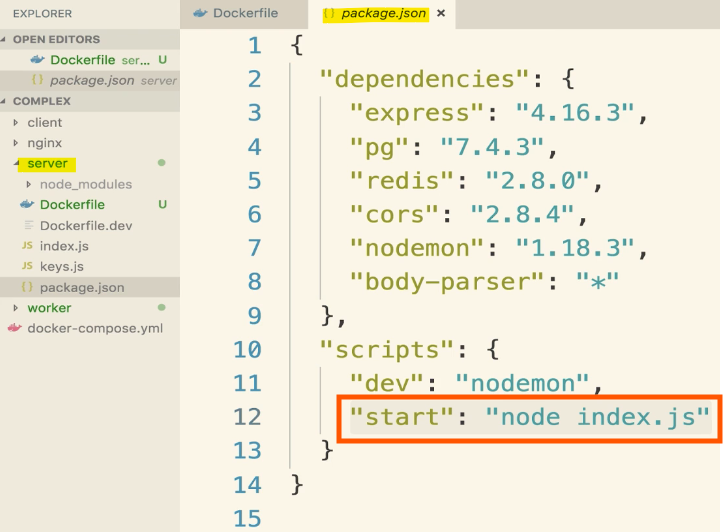 EXPLORER
OPEN EDITORS
Dockerfile ser... U
{ } package.json server
COMPLEX
client
nginx
server
node_modules
Dockerfile U
Dockerfile.dev
JS index.js
JS keys.js
{ } package.json
worker
docker-compose.yml
Dockerfile
{ } package.json ×
1 {
2 "dependencies": {
3 "express": "4.16.3",
4 "pg": "7.4.3",
5 "redis": "2.8.0",
6 "cors": "2.8.4",
7 "nodemon": "1.18.3",
8 "body-parser": "*"
9 },
10 "scripts": {
11 "dev": "nodemon",
12 "start": "node index.js"
13 }
14 }
15